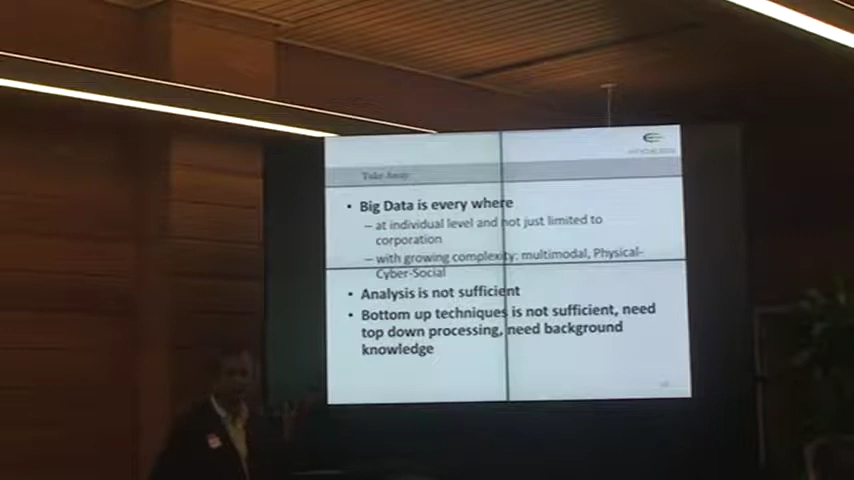 Take Away
• Big Data is every where
– at individual level and not just limited to
corporation
– with growing complexity: multimodal, Physical-
Cyber-Social
• Analysis is not sufficient
• Bottom up techniques is not sufficient, need
top down processing, need background
knowledge